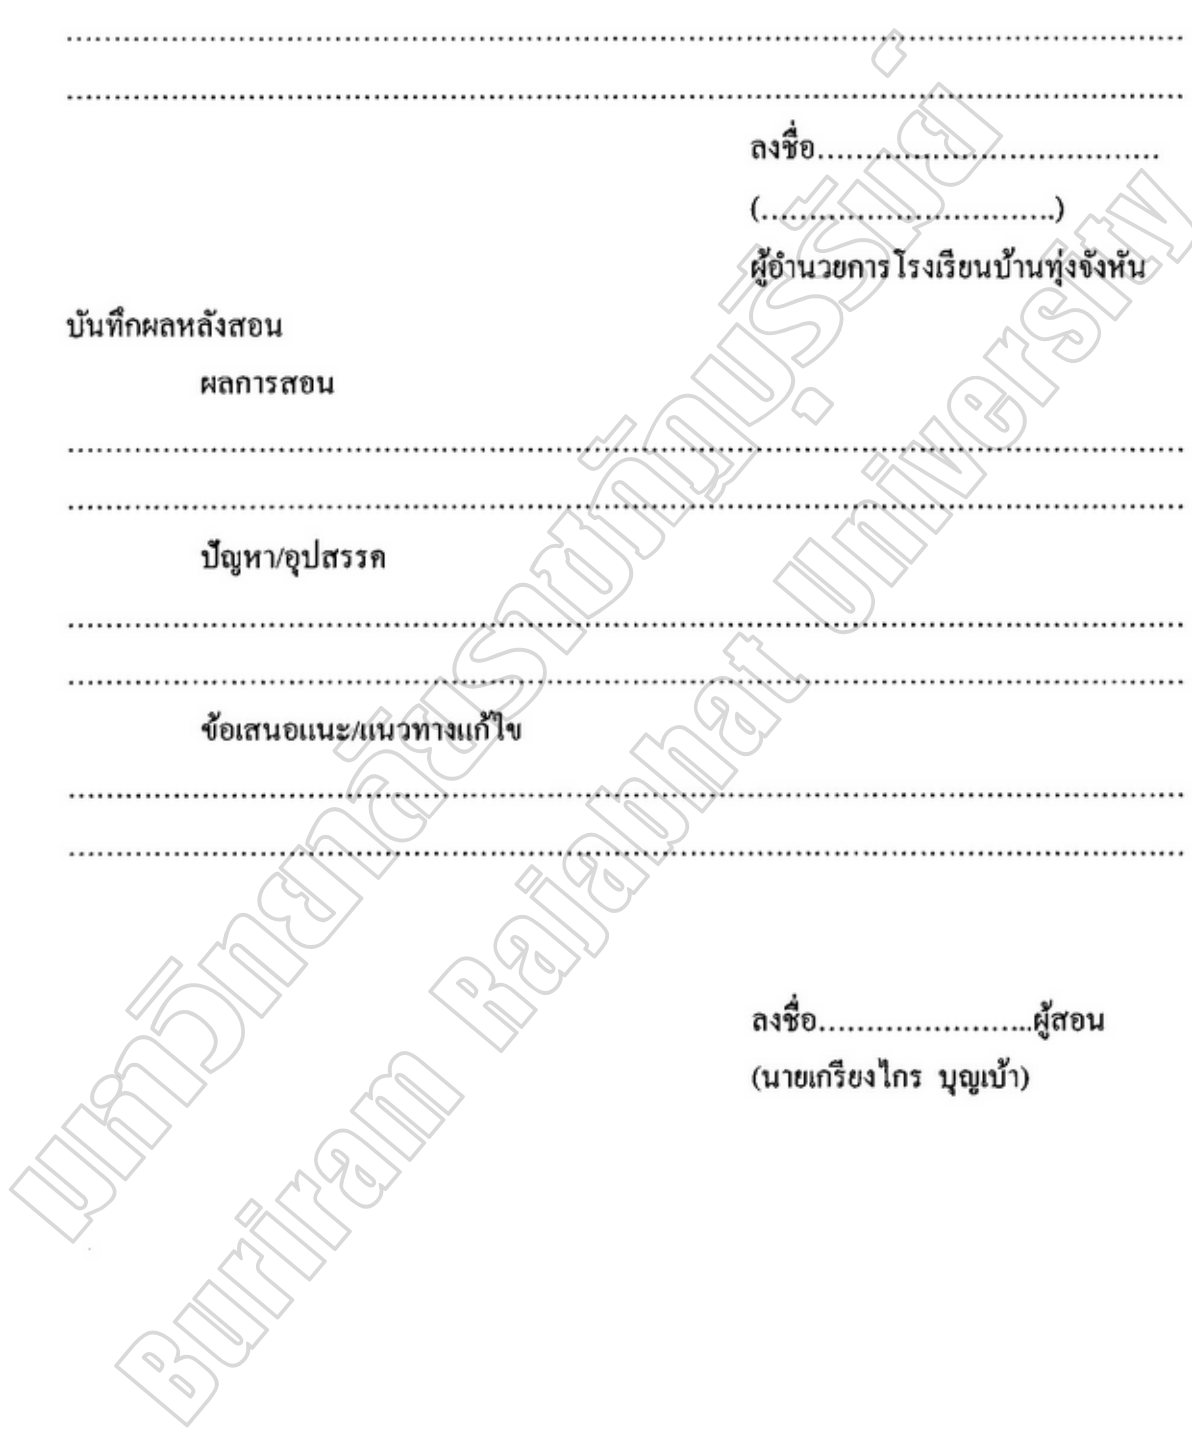 ........................................................................................................................
........................................................................................................................
ลงชื่อ...................................
(..............................)
ผู้อำนวยการโรงเรียนบ้านทุ่งจังหัน
บันทึกผลหลังสอน
ผลการสอน
........................................................................................................................
........................................................................................................................
ปัญหา/อุปสรรค
........................................................................................................................
........................................................................................................................
ข้อเสนอแนะ/แนวทางแก้ไข
........................................................................................................................
........................................................................................................................
ลงชื่อ......................ผู้สอน
(นายเกรียงไกร บุญเบ้า)
มหาวิทยาลัยราชภัฏบุรีรัมย์
Buriram Rajabhat University